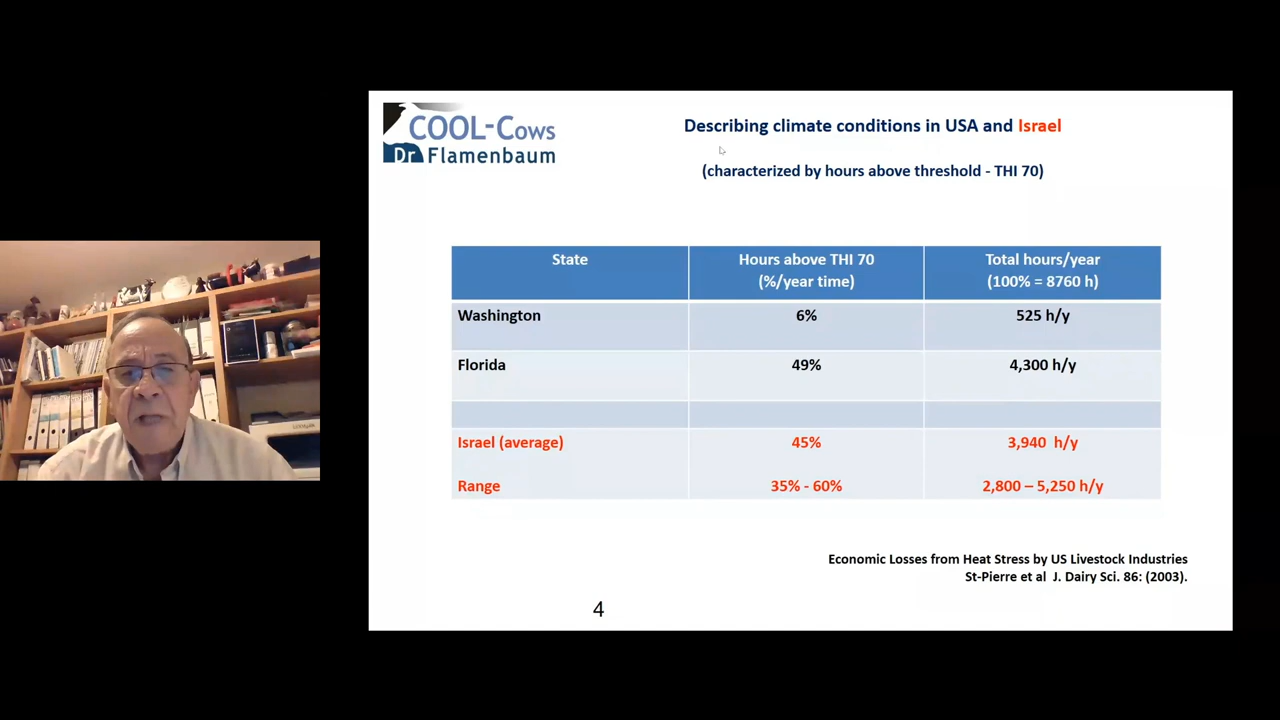 COOL-Cows
Dr Flamenbaum
Describing climate conditions in USA and Israel
(characterized by hours above threshold - THI 70)
State
Hours above THI 70
(%/year time)
Total hours/year
(100% = 8760 h)
Washington
6%
525 h/y
Florida
49%
4,300 h/y
Israel (average)
45%
3,940 h/y
Range
35% - 60%
2,800 – 5,250 h/y
Economic Losses from Heat Stress by US Livestock Industries
St-Pierre et al J. Dairy Sci. 86: (2003).
4